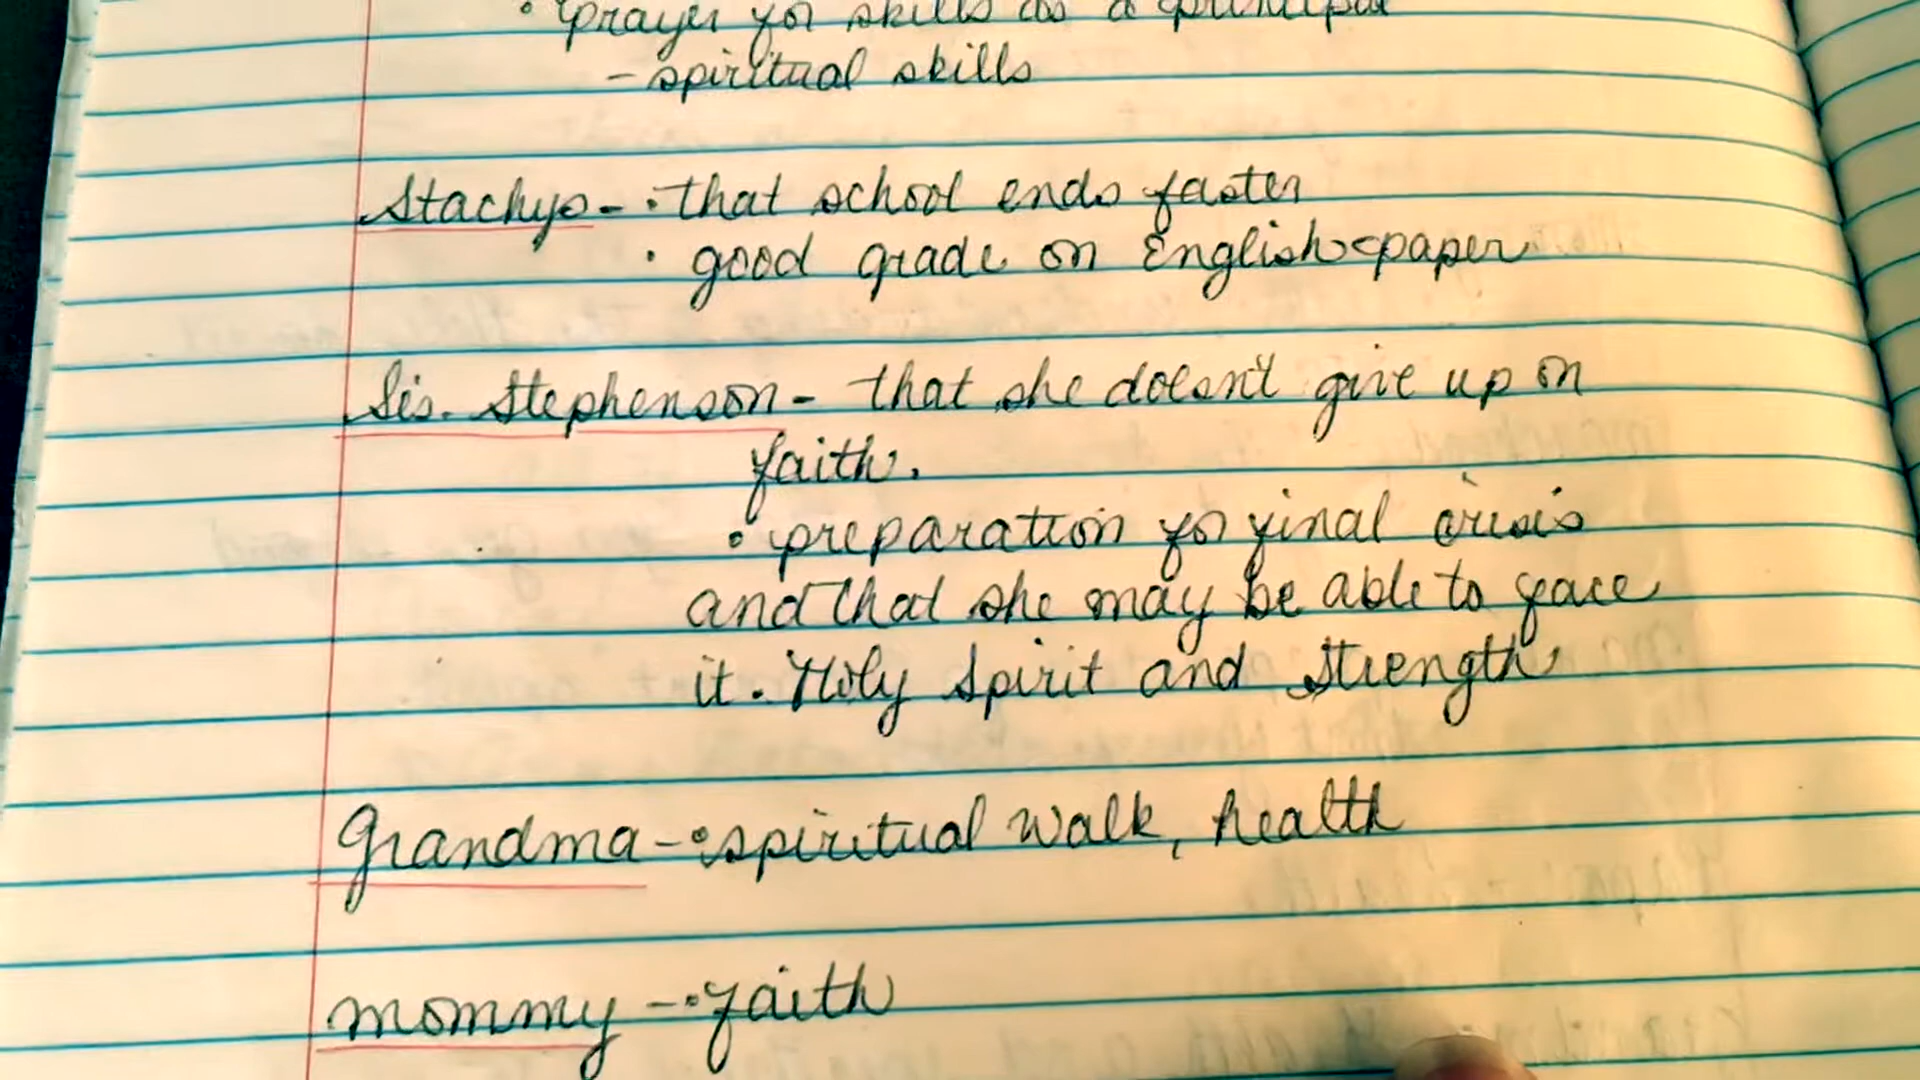 • prayer for skills as a principal
- spiritual skills
Stachys - • that school ends faster
• good grade on English paper
Sis. Stephenson - that she doesn't give up on
faith.
• preparation for final crisis
and that she may be able to face
it. Holy Spirit and strength
Grandma - • spiritual walk, health
mommy - • faith